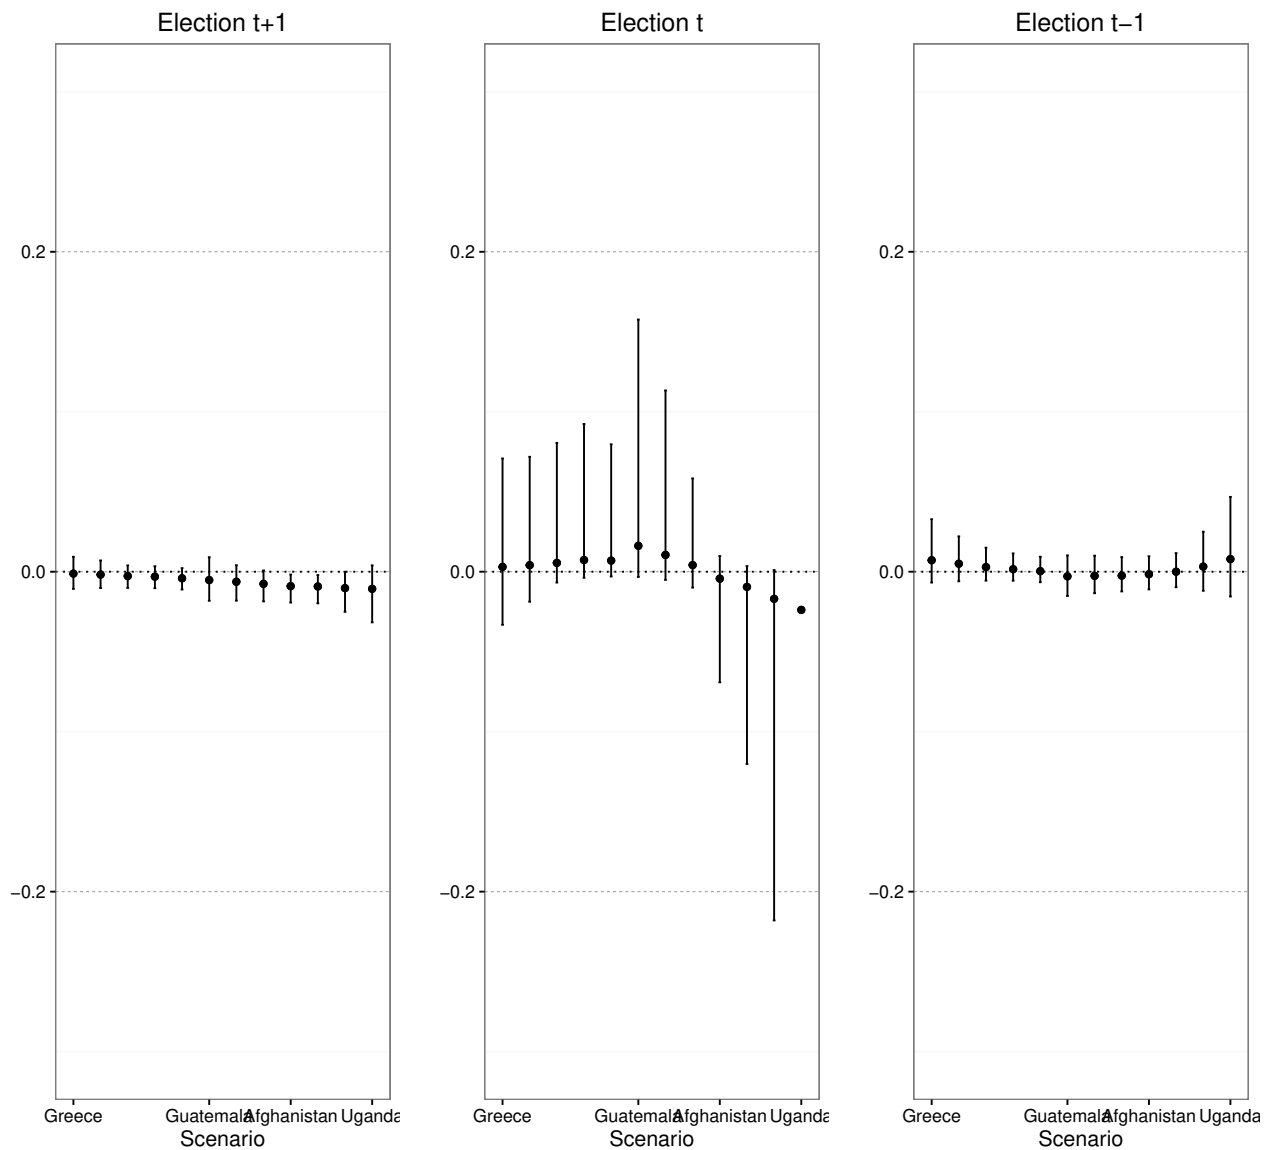 Election t+1
0.2
0.0
−0.2
Greece Guatemala Afghanistan Uganda
Scenario
Election t
0.2
0.0
−0.2
Greece Guatemala Afghanistan Uganda
Scenario
Election t−1
0.2
0.0
−0.2
Greece Guatemala Afghanistan Uganda
Scenario